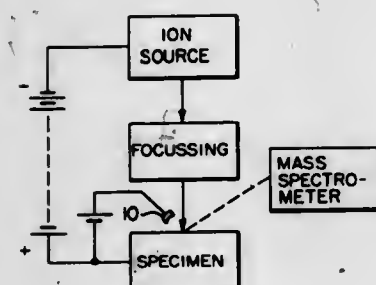 ION
SOURCE
-
FOCUSSING
MASS
SPECTRO-
METER
10
+
SPECIMEN